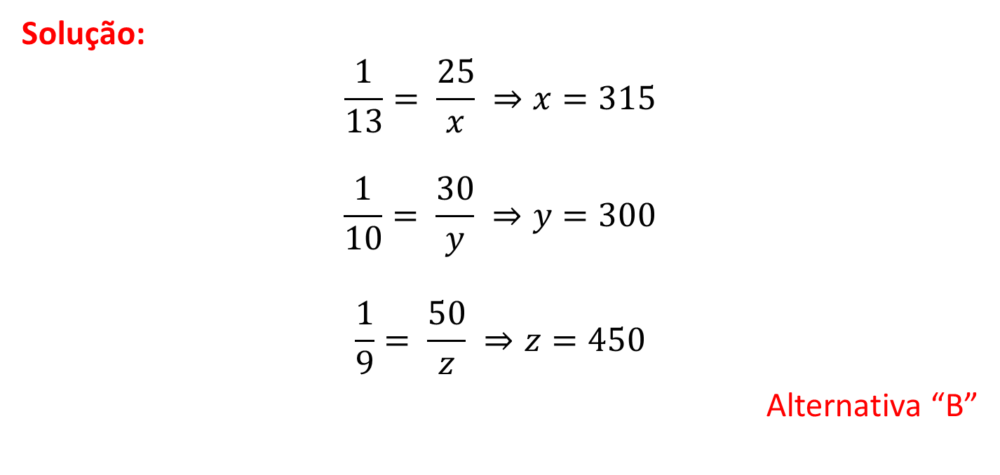 Solução:
1/13 = 25/x ⇒ x = 315
1/10 = 30/y ⇒ y = 300
1/9 = 50/z ⇒ z = 450
Alternativa “B”